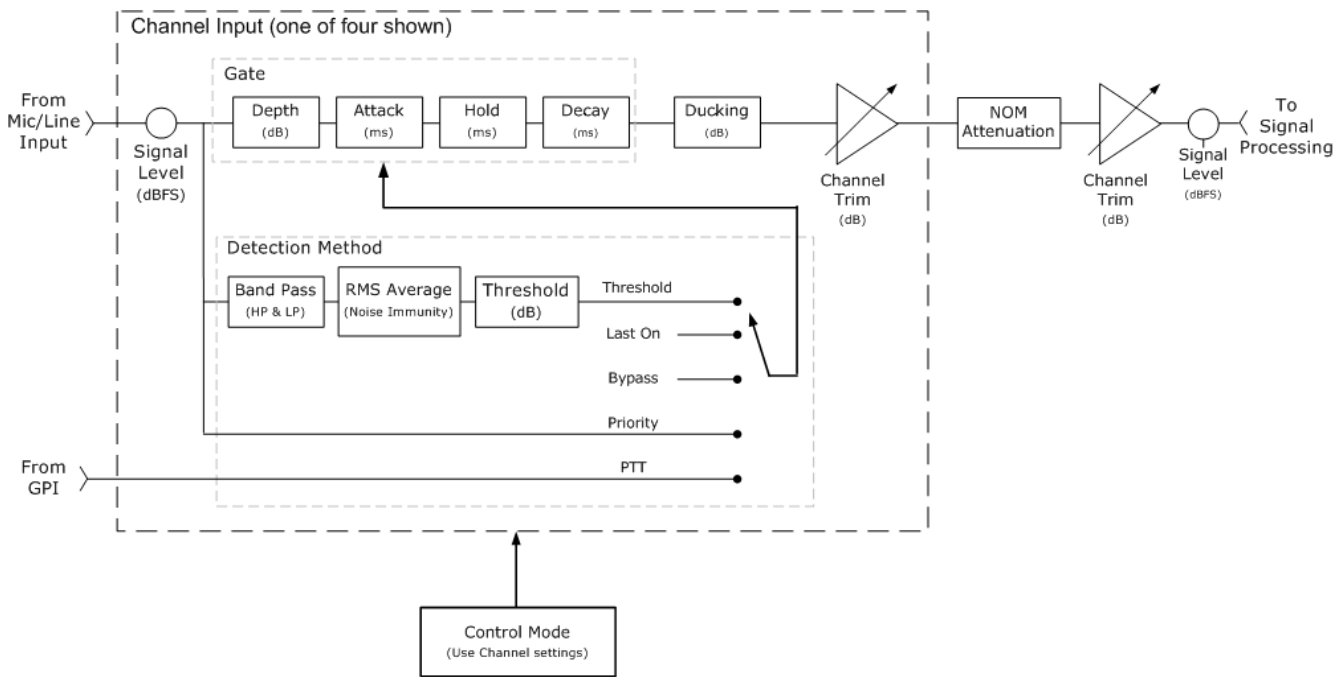 Channel Input (one of four shown)
Gate
From
Mic/Line
Input
Signal
Level
(dBFS)
Depth
(dB)
Attack
(ms)
Hold
(ms)
Decay
(ms)
Ducking
(dB)
Channel
Trim
(dB)
NOM
Attenuation
Channel
Trim
(dB)
Signal
Level
(dBFS)
To
Signal
Processing
Detection Method
Band Pass
(HP & LP)
RMS Average
(Noise Immunity)
Threshold
(dB)
Threshold
Last On
Bypass
Priority
PTT
From
GPI
Control Mode
(Use Channel settings)